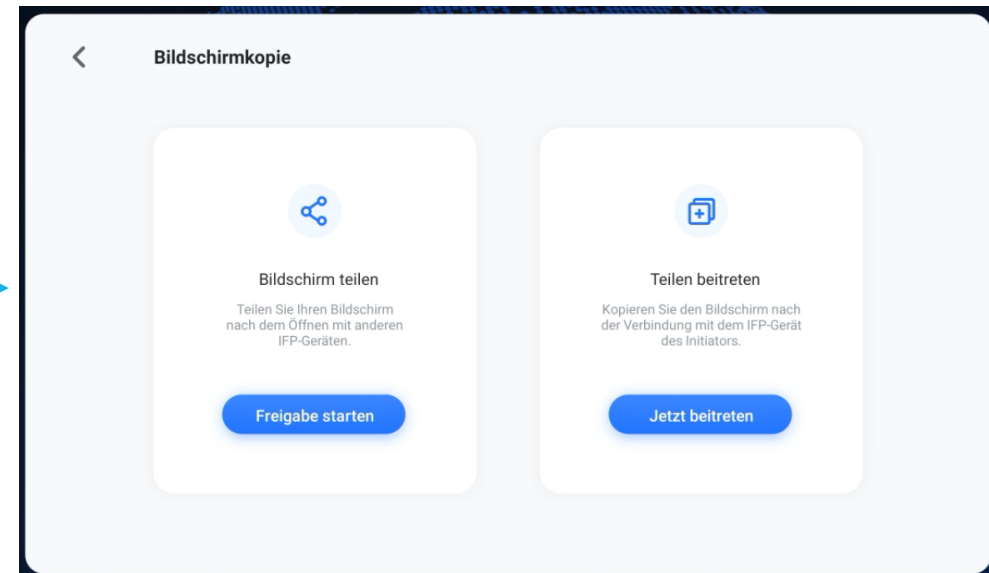 Bildschirmkopie
Bildschirm teilen
Teilen Sie Ihren Bildschirm
nach dem Öffnen mit anderen
IFP-Geräten.
Freigabe starten
Teilen beitreten
Kopieren Sie den Bildschirm nach
der Verbindung mit dem IFP-Gerät
des Initiators.
Jetzt beitreten